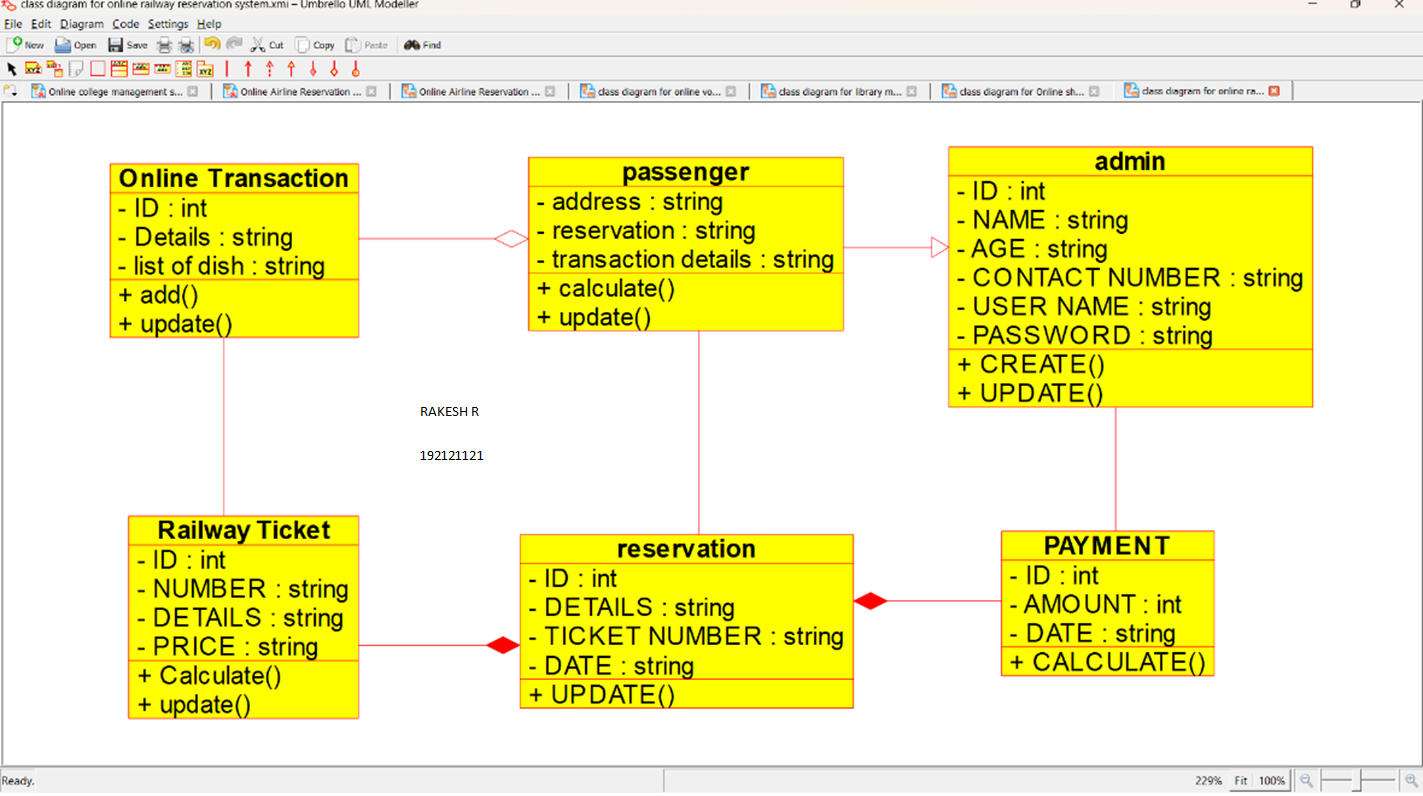 class diagram for online railway reservation system.xmi – Umbrello UML Modeller
File Edit Diagram Code Settings Help
New Open Save Cut Copy Paste Find
Online college management s... Online Airline Reservation ... Online Airline Reservation ... class diagram for online vo... class diagram for library m... class diagram for Online sh... class diagram for online ra...
Online Transaction
- ID : int
- Details : string
- list of dish : string
+ add()
+ update()
passenger
- address : string
- reservation : string
- transaction details : string
+ calculate()
+ update()
admin
- ID : int
- NAME : string
- AGE : string
- CONTACT NUMBER : string
- USER NAME : string
- PASSWORD : string
+ CREATE()
+ UPDATE()
RAKESH R
192121121
Railway Ticket
- ID : int
- NUMBER : string
- DETAILS : string
- PRICE : string
+ Calculate()
+ update()
reservation
- ID : int
- DETAILS : string
- TICKET NUMBER : string
- DATE : string
+ UPDATE()
PAYMENT
- ID : int
- AMOUNT : int
- DATE : string
+ CALCULATE()
Ready.
229% Fit 100%